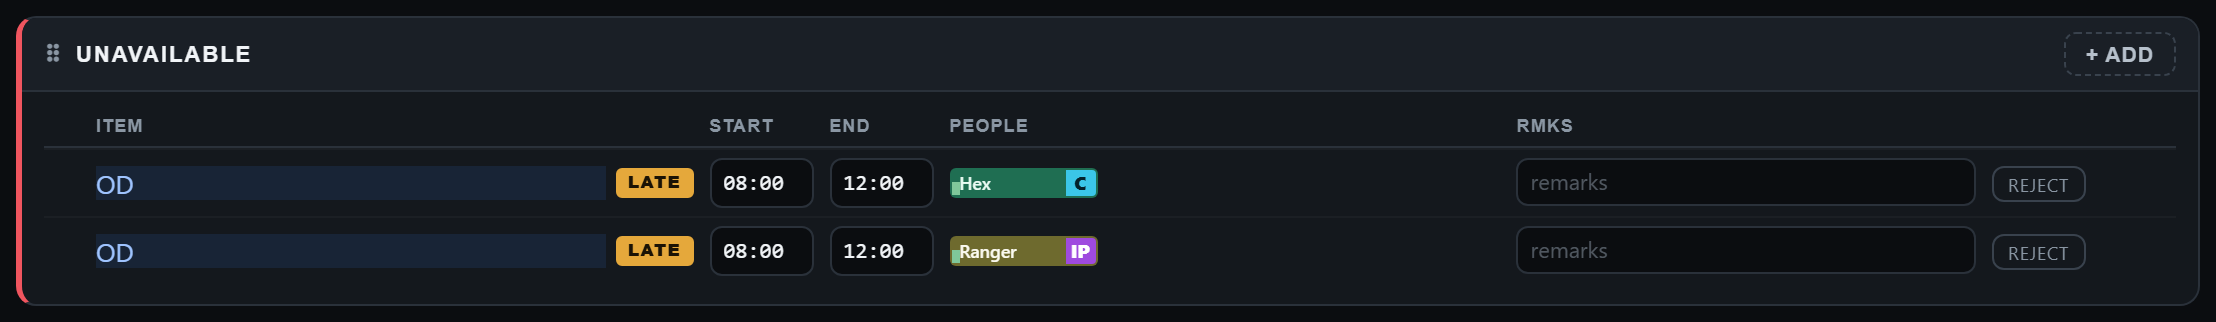 UNAVAILABLE + ADD
ITEM START END PEOPLE RMKS
OD LATE 08:00 12:00 Hex C remarks REJECT
OD LATE 08:00 12:00 Ranger IP remarks REJECT